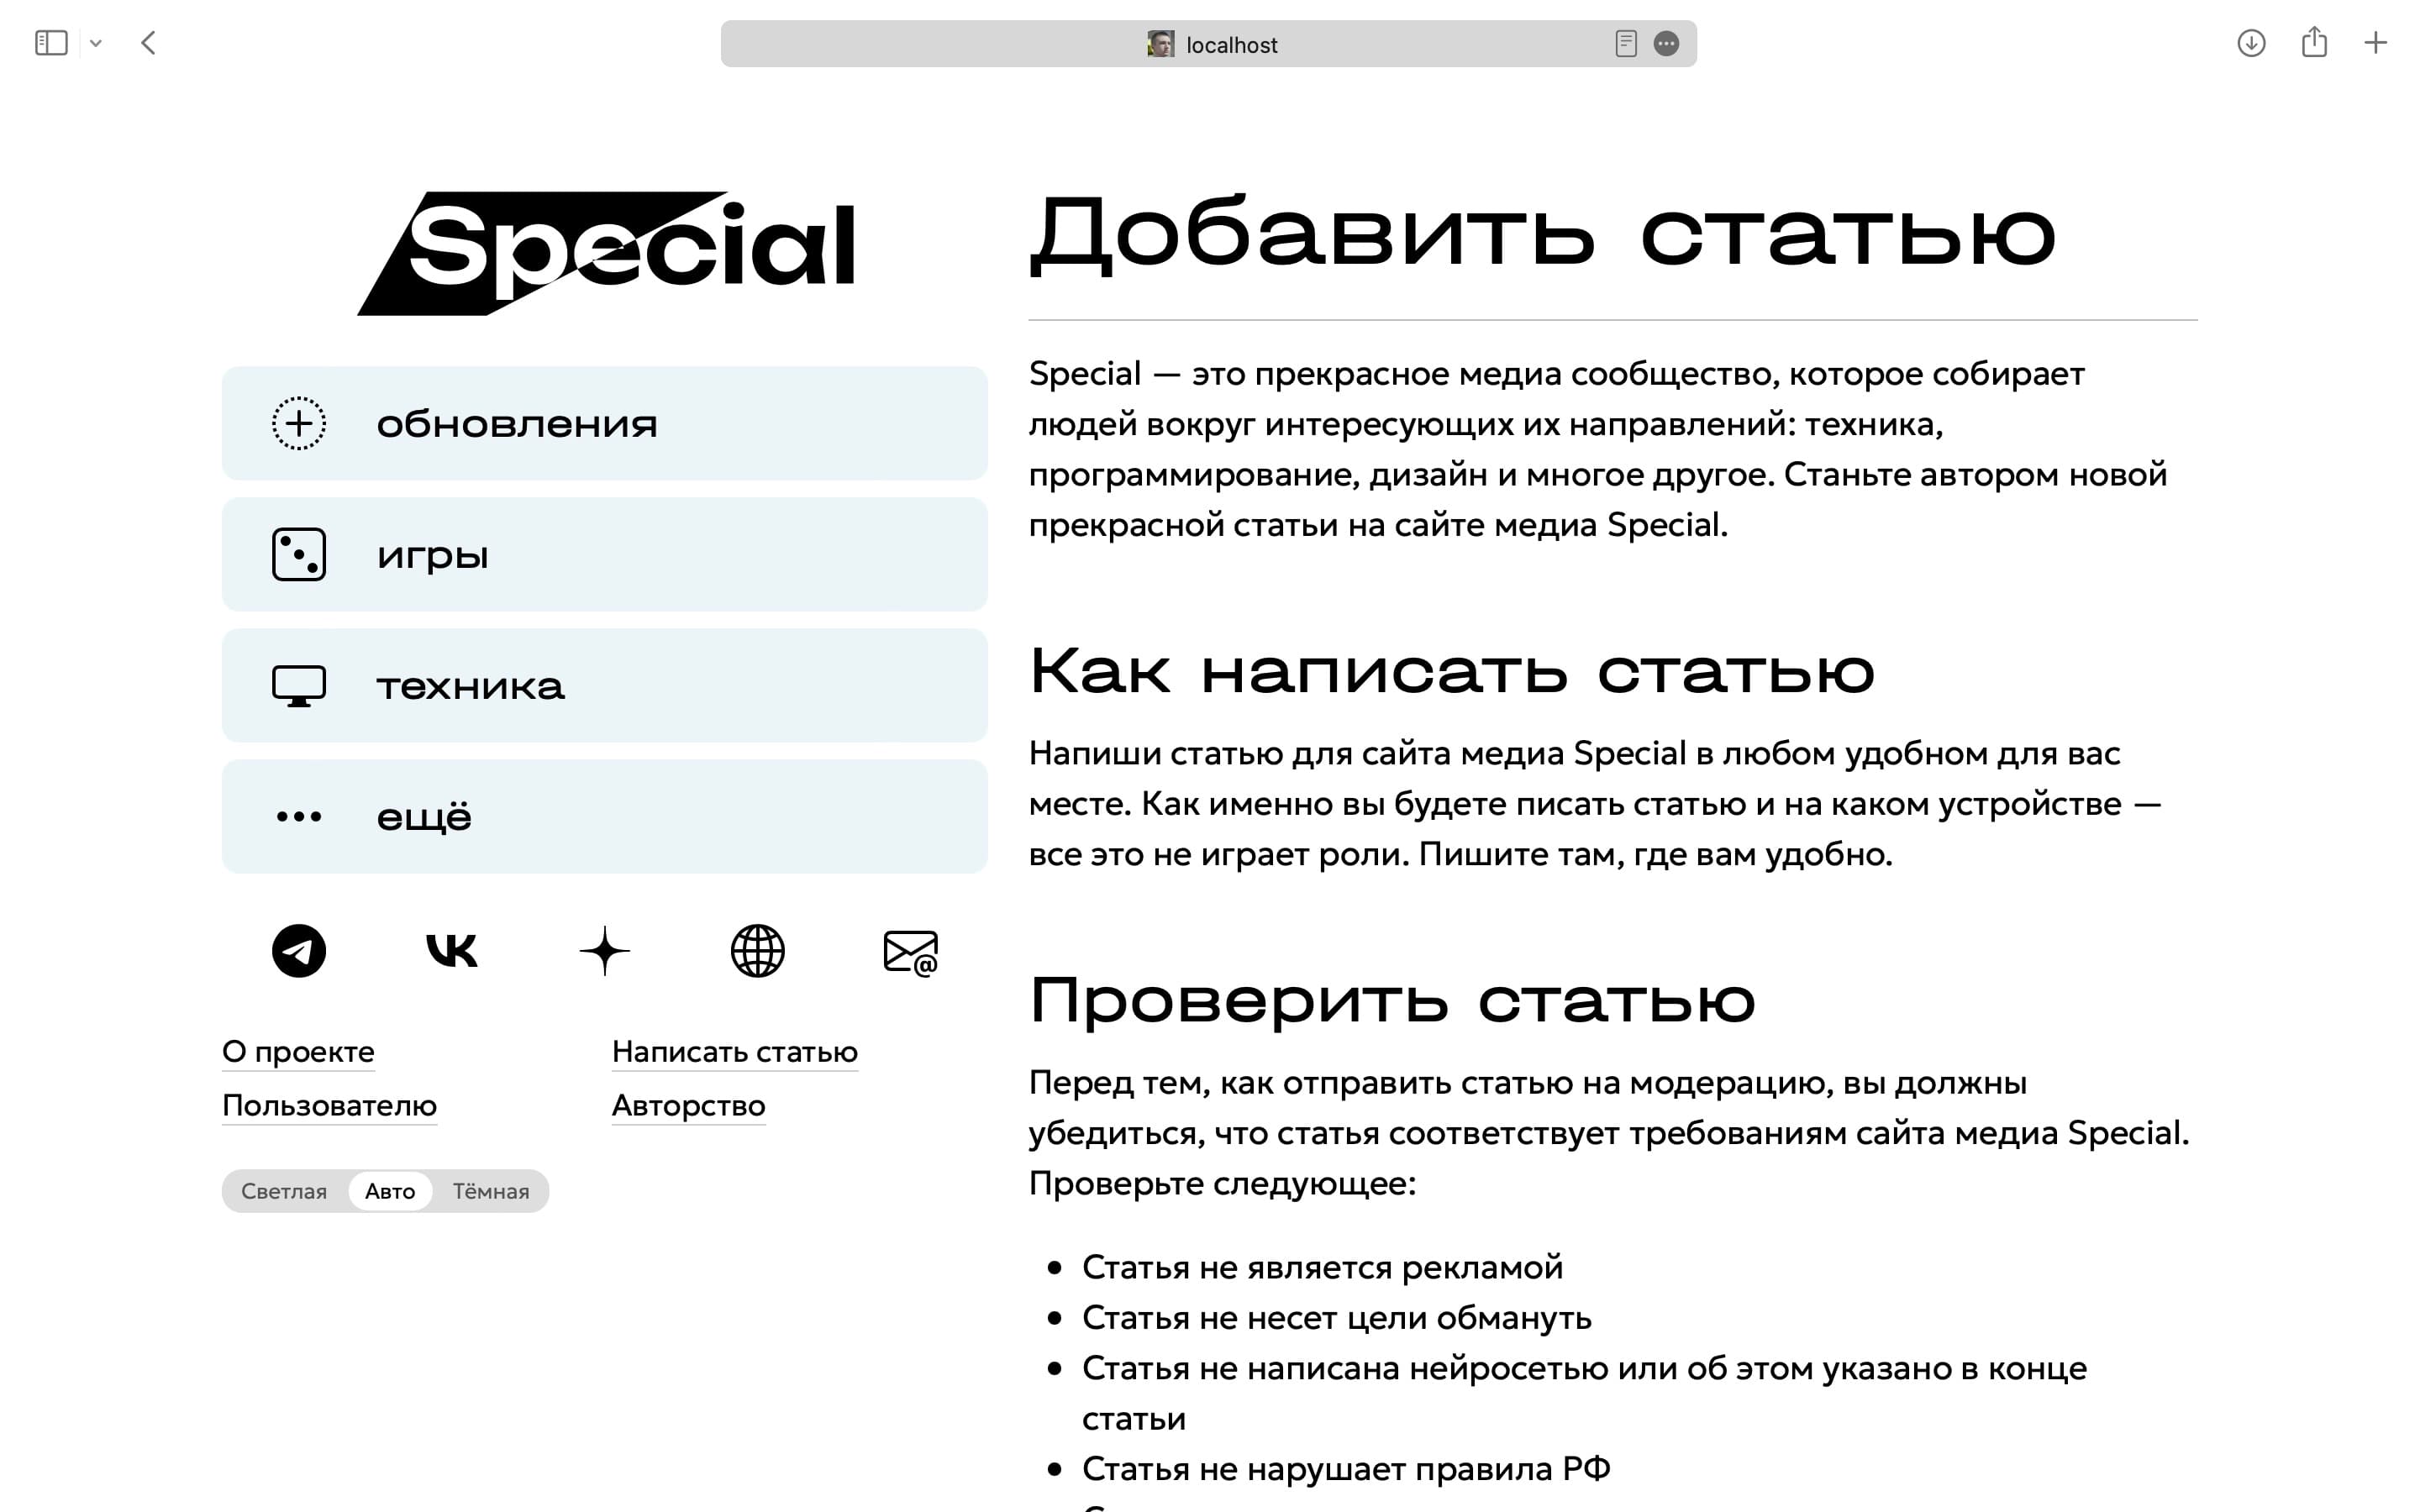 localhost
Special
обновления
игры
техника
ещё
О проекте
Написать статью
Пользователю
Авторство
Светлая
Авто
Тёмная
Добавить статью
Special — это прекрасное медиа сообщество, которое собирает
людей вокруг интересующих их направлений: техника,
программирование, дизайн и многое другое. Станьте автором новой
прекрасной статьи на сайте медиа Special.
Как написать статью
Напиши статью для сайта медиа Special в любом удобном для вас
месте. Как именно вы будете писать статью и на каком устройстве —
все это не играет роли. Пишите там, где вам удобно.
Проверить статью
Перед тем, как отправить статью на модерацию, вы должны
убедиться, что статья соответствует требованиям сайта медиа Special.
Проверьте следующее:
• Статья не является рекламой
• Статья не несет цели обмануть
• Статья не написана нейросетью или об этом указано в конце
статьи
• Статья не нарушает правила РФ